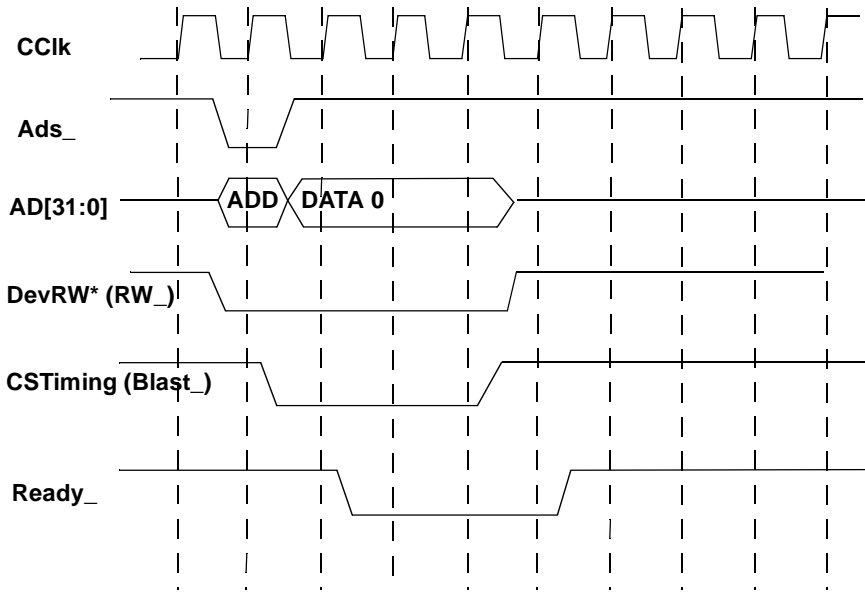 CClk
Ads_
AD[31:0] ADD DATA 0
DevRW* (RW_)
CSTiming (Blast_)
Ready_